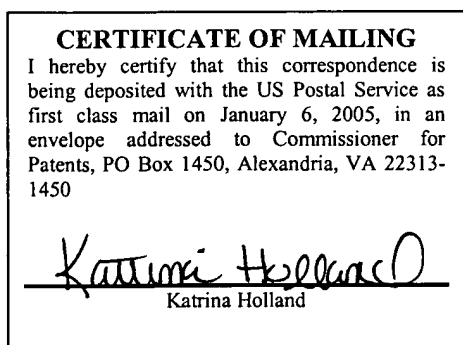 CERTIFICATE OF MAILING
I hereby certify that this correspondence is
being deposited with the US Postal Service as
first class mail on January 6, 2005, in an
envelope addressed to Commissioner for
Patents, PO Box 1450, Alexandria, VA 22313-
1450
Katrina Holland
Katrina Holland